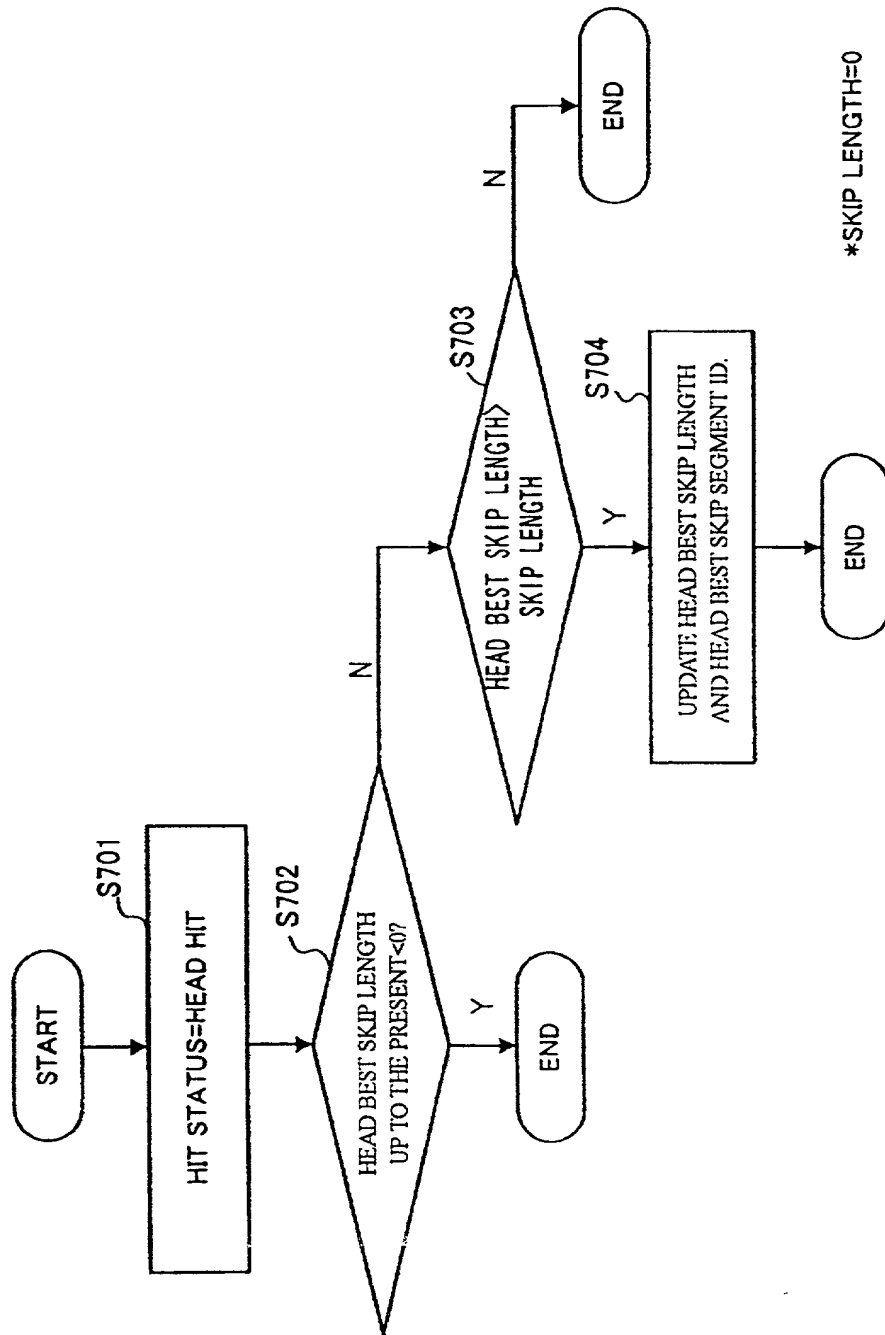 START
S701
HIT STATUS=HEAD HIT
S702
HEAD BEST SKIP LENGTH
UP TO THE PRESENT<0?
Y
END
N
S703
HEAD BEST SKIP LENGTH>
SKIP LENGTH
N
END
Y
S704
UPDATE HEAD BEST SKIP LENGTH
AND HEAD BEST SKIP SEGMENT ID.
END
*SKIP LENGTH=0